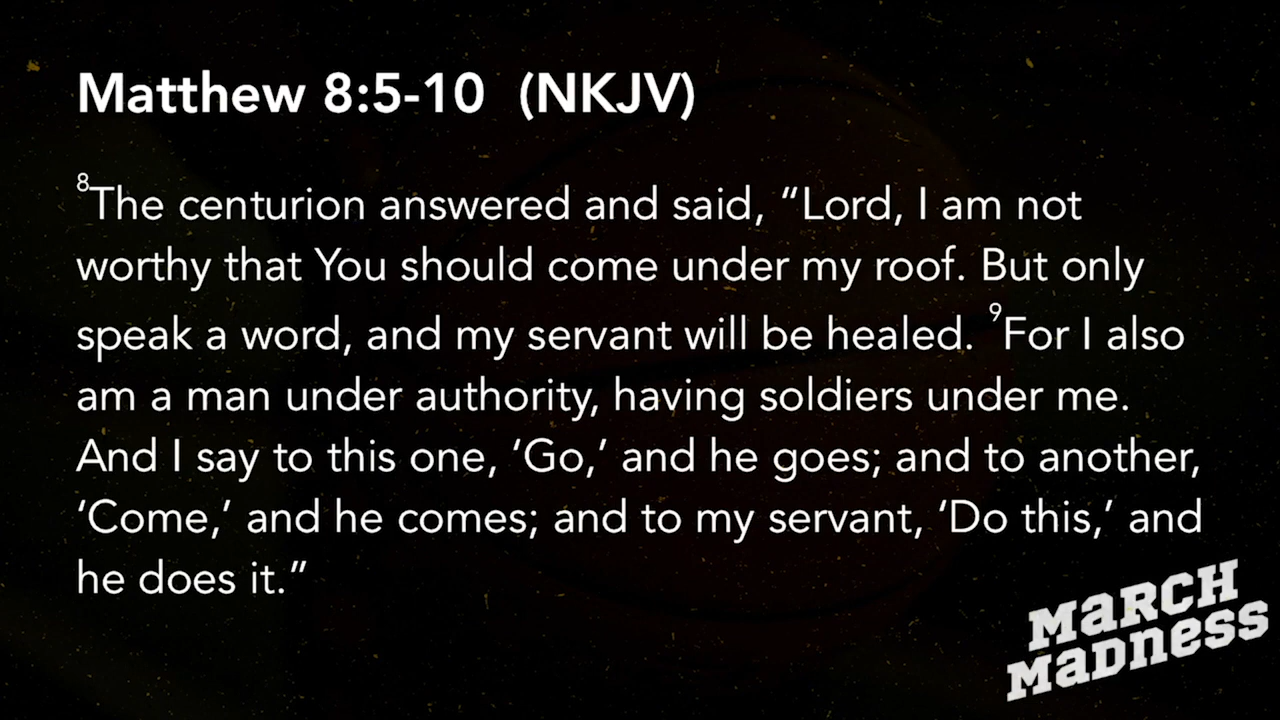 Matthew 8:5-10 (NKJV)
8The centurion answered and said, “Lord, I am not
worthy that You should come under my roof. But only
speak a word, and my servant will be healed. 9For I also
am a man under authority, having soldiers under me.
And I say to this one, ‘Go,’ and he goes; and to another,
‘Come,’ and he comes; and to my servant, ‘Do this,’ and
he does it.”
MaRCH
MaDness